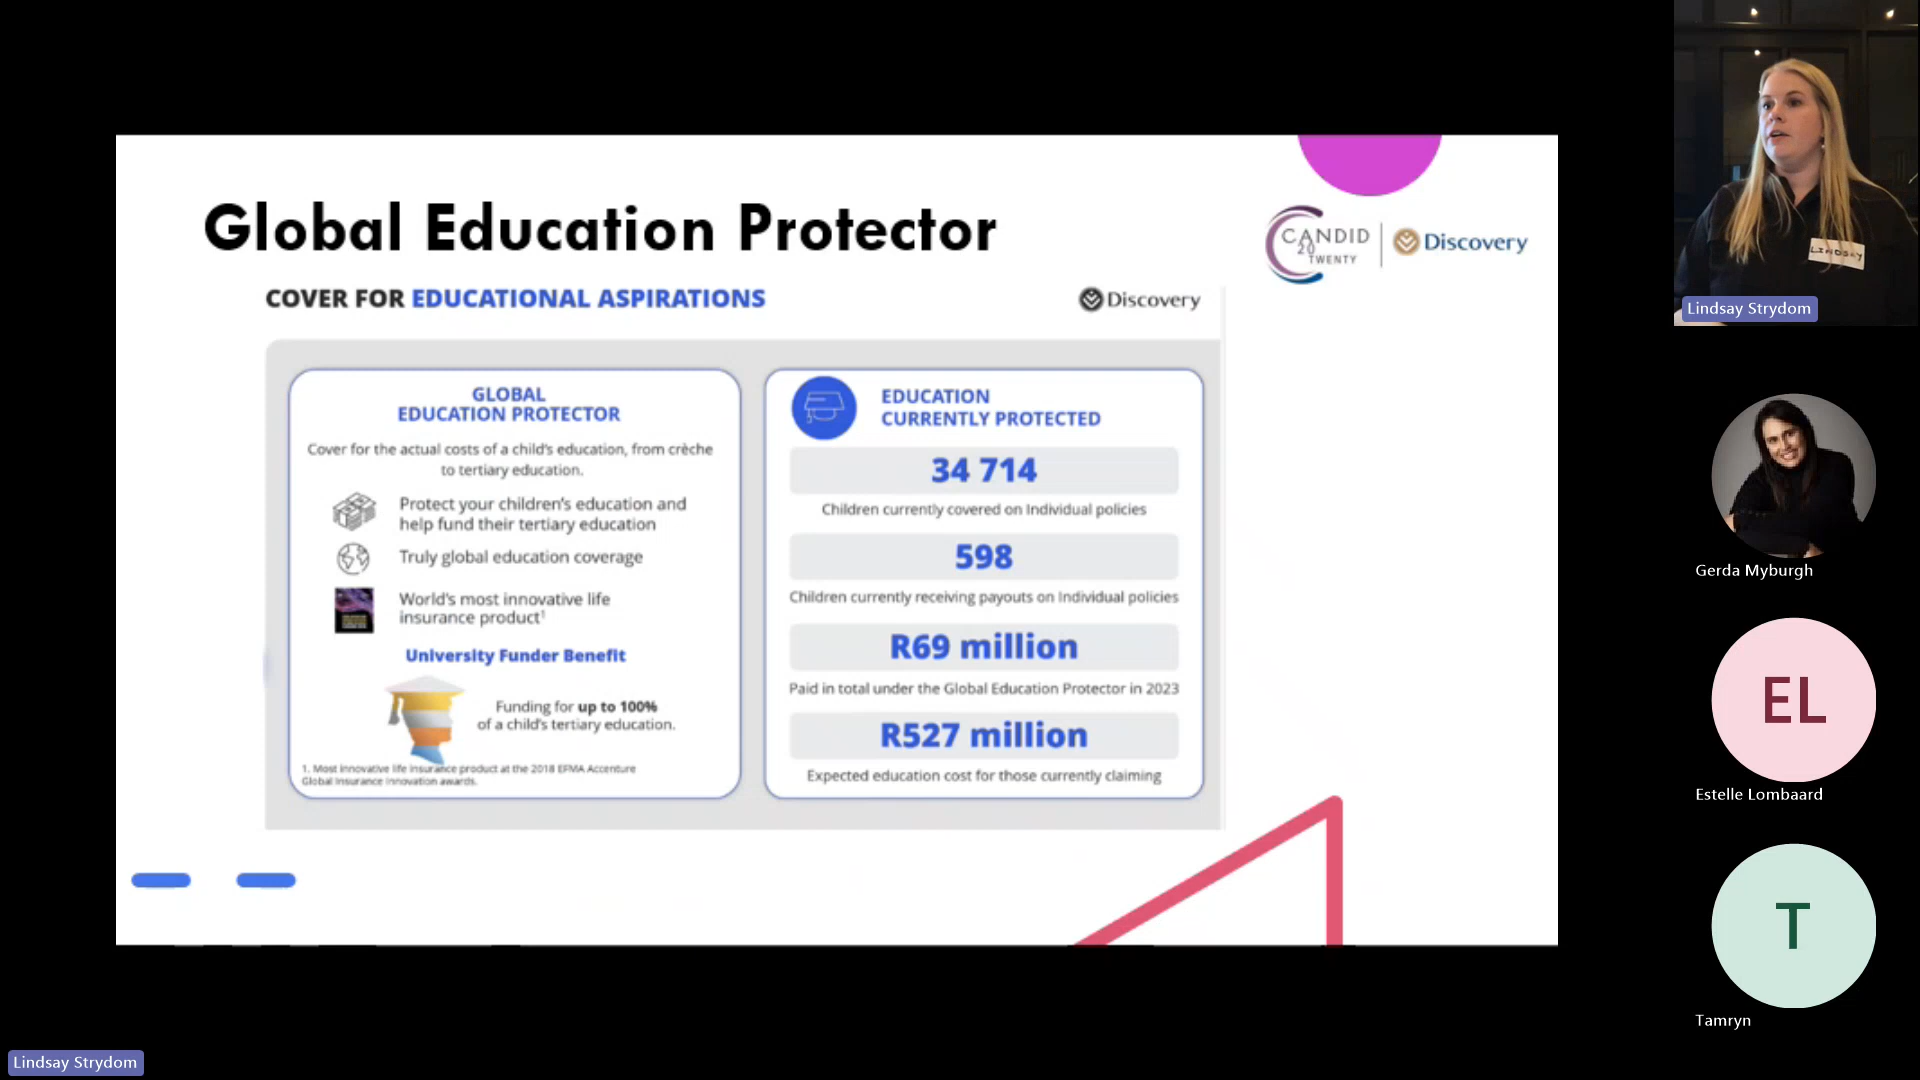 Global Education Protector
CANDID
20
TWENTY
Discovery
COVER FOR EDUCATIONAL ASPIRATIONS
Discovery
GLOBAL
EDUCATION PROTECTOR
Cover for the actual costs of a child's education, from crèche
to tertiary education.
Protect your children's education and
help fund their tertiary education
Truly global education coverage
World's most innovative life
insurance product¹
University Funder Benefit
Funding for up to 100%
of a child's tertiary education.
1. Most innovative life insurance product at the 2018 EFMA Accenture
Global Insurance innovation awards.
EDUCATION
CURRENTLY PROTECTED
34 714
Children currently covered on Individual policies
598
Children currently receiving payouts on Individual policies
R69 million
Paid in total under the Global Education Protector in 2023
R527 million
Expected education cost for those currently claiming
LINDSAY
Lindsay Strydom
Gerda Myburgh
EL
Estelle Lombaard
T
Tamryn
Lindsay Strydom